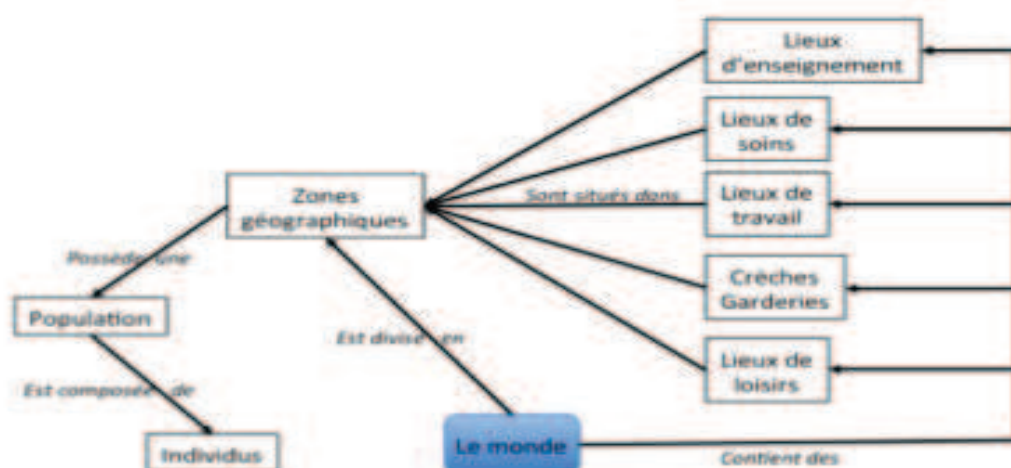 Lieux
d'enseignement
Lieux de
soins
Zones
géographiques
Sont situés dans
Lieux de
travail
Possède une
Crèches
Garderies
Population
Est divisé en
Lieux de
loisirs
Est composée de
Individus
Le monde
Contient des